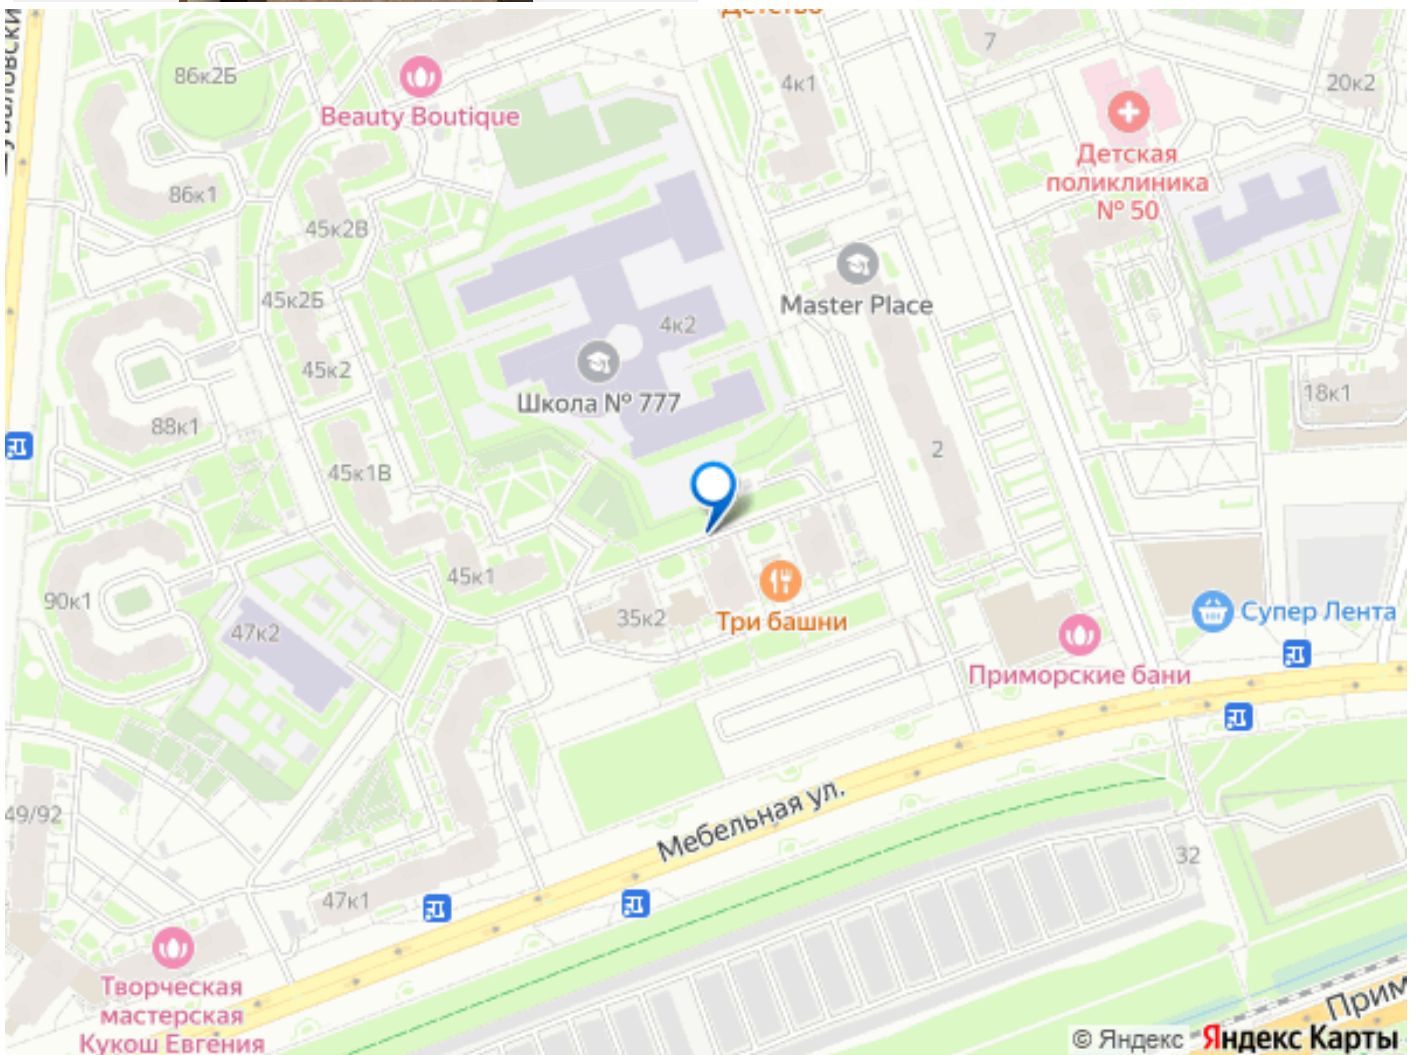 Детство
7
86к2Б
4к1
20к2
Beauty Boutique
Детская
поликлиника
№ 50
86к1
45к2В
45к2Б
Master Place
4к2
45к2
Школа № 777
18к1
88к1
2
45к1В
45к1
90к1
35к2
Три башни
Супер Лента
47к2
Приморские бани
Мебельная ул.
49/92
32
47к1
Творческая
мастерская
Кукош Евгения
Прим
© Яндекс Яндекс Карты